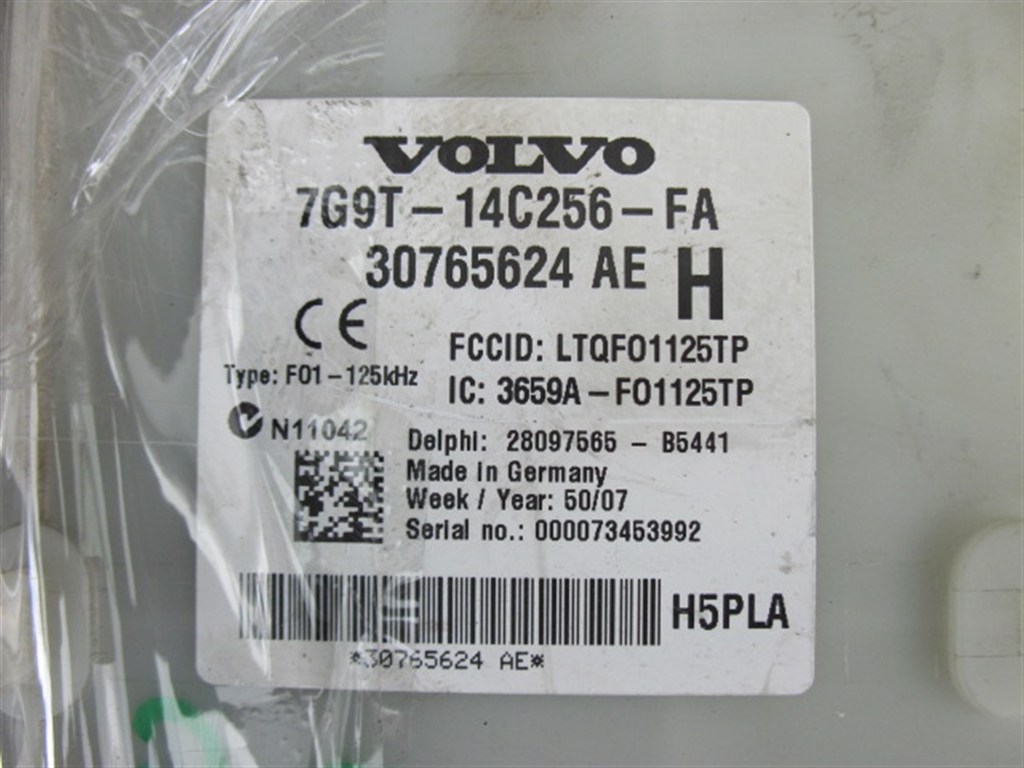 VOLVO
7G9T-14C256-FA
30765624 AE H
CE
FCCID: LTQFO1125TP
Type: F01-125kHz
IC: 3659A-FO1125TP
N11042
Delphi: 28097565 - B5441
Made in Germany
Week / Year: 50/07
Serial no.: 000073453992
H5PLA
*30765624 AE*